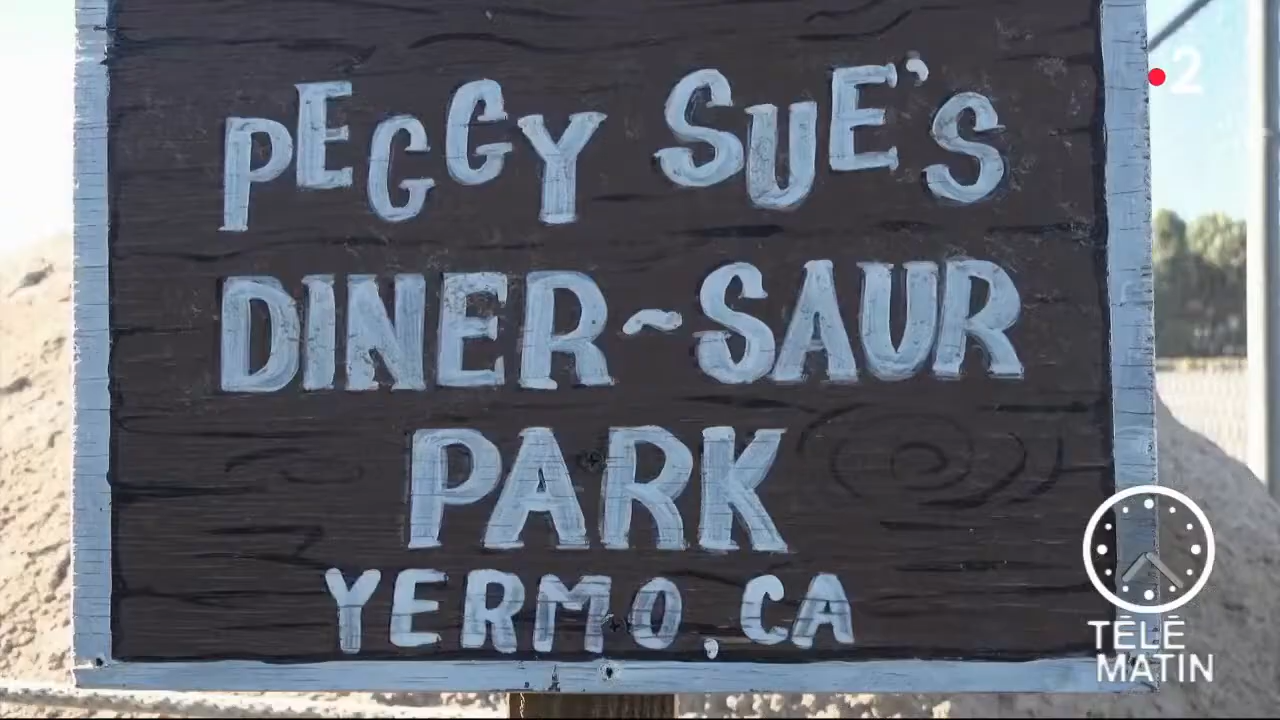 PEGGY SUE'S
2
DINER~SAUR
PARK
YERMO, CA
TÉLÉ
MATIN